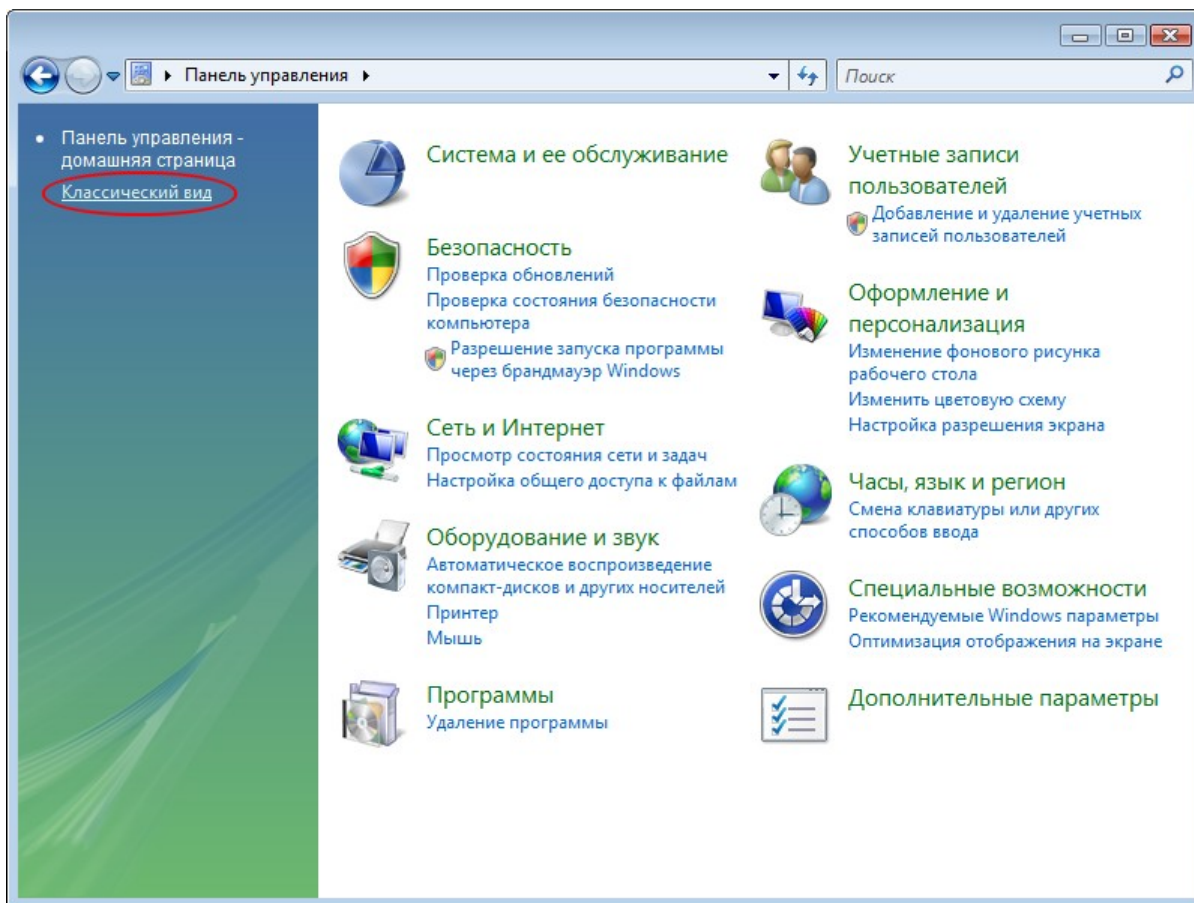 Панель управления
Поиск
Панель управления -
домашняя страница
Классический вид
Система и ее обслуживание
Безопасность
Проверка обновлений
Проверка состояния безопасности
компьютера
Разрешение запуска программы
через брандмауэр Windows
Сеть и Интернет
Просмотр состояния сети и задач
Настройка общего доступа к файлам
Оборудование и звук
Автоматическое воспроизведение
компакт-дисков и других носителей
Принтер
Мышь
Программы
Удаление программы
Учетные записи
пользователей
Добавление и удаление учетных
записей пользователей
Оформление и
персонализация
Изменение фонового рисунка
рабочего стола
Изменить цветовую схему
Настройка разрешения экрана
Часы, язык и регион
Смена клавиатуры или других
способов ввода
Специальные возможности
Рекомендуемые Windows параметры
Оптимизация отображения на экране
Дополнительные параметры